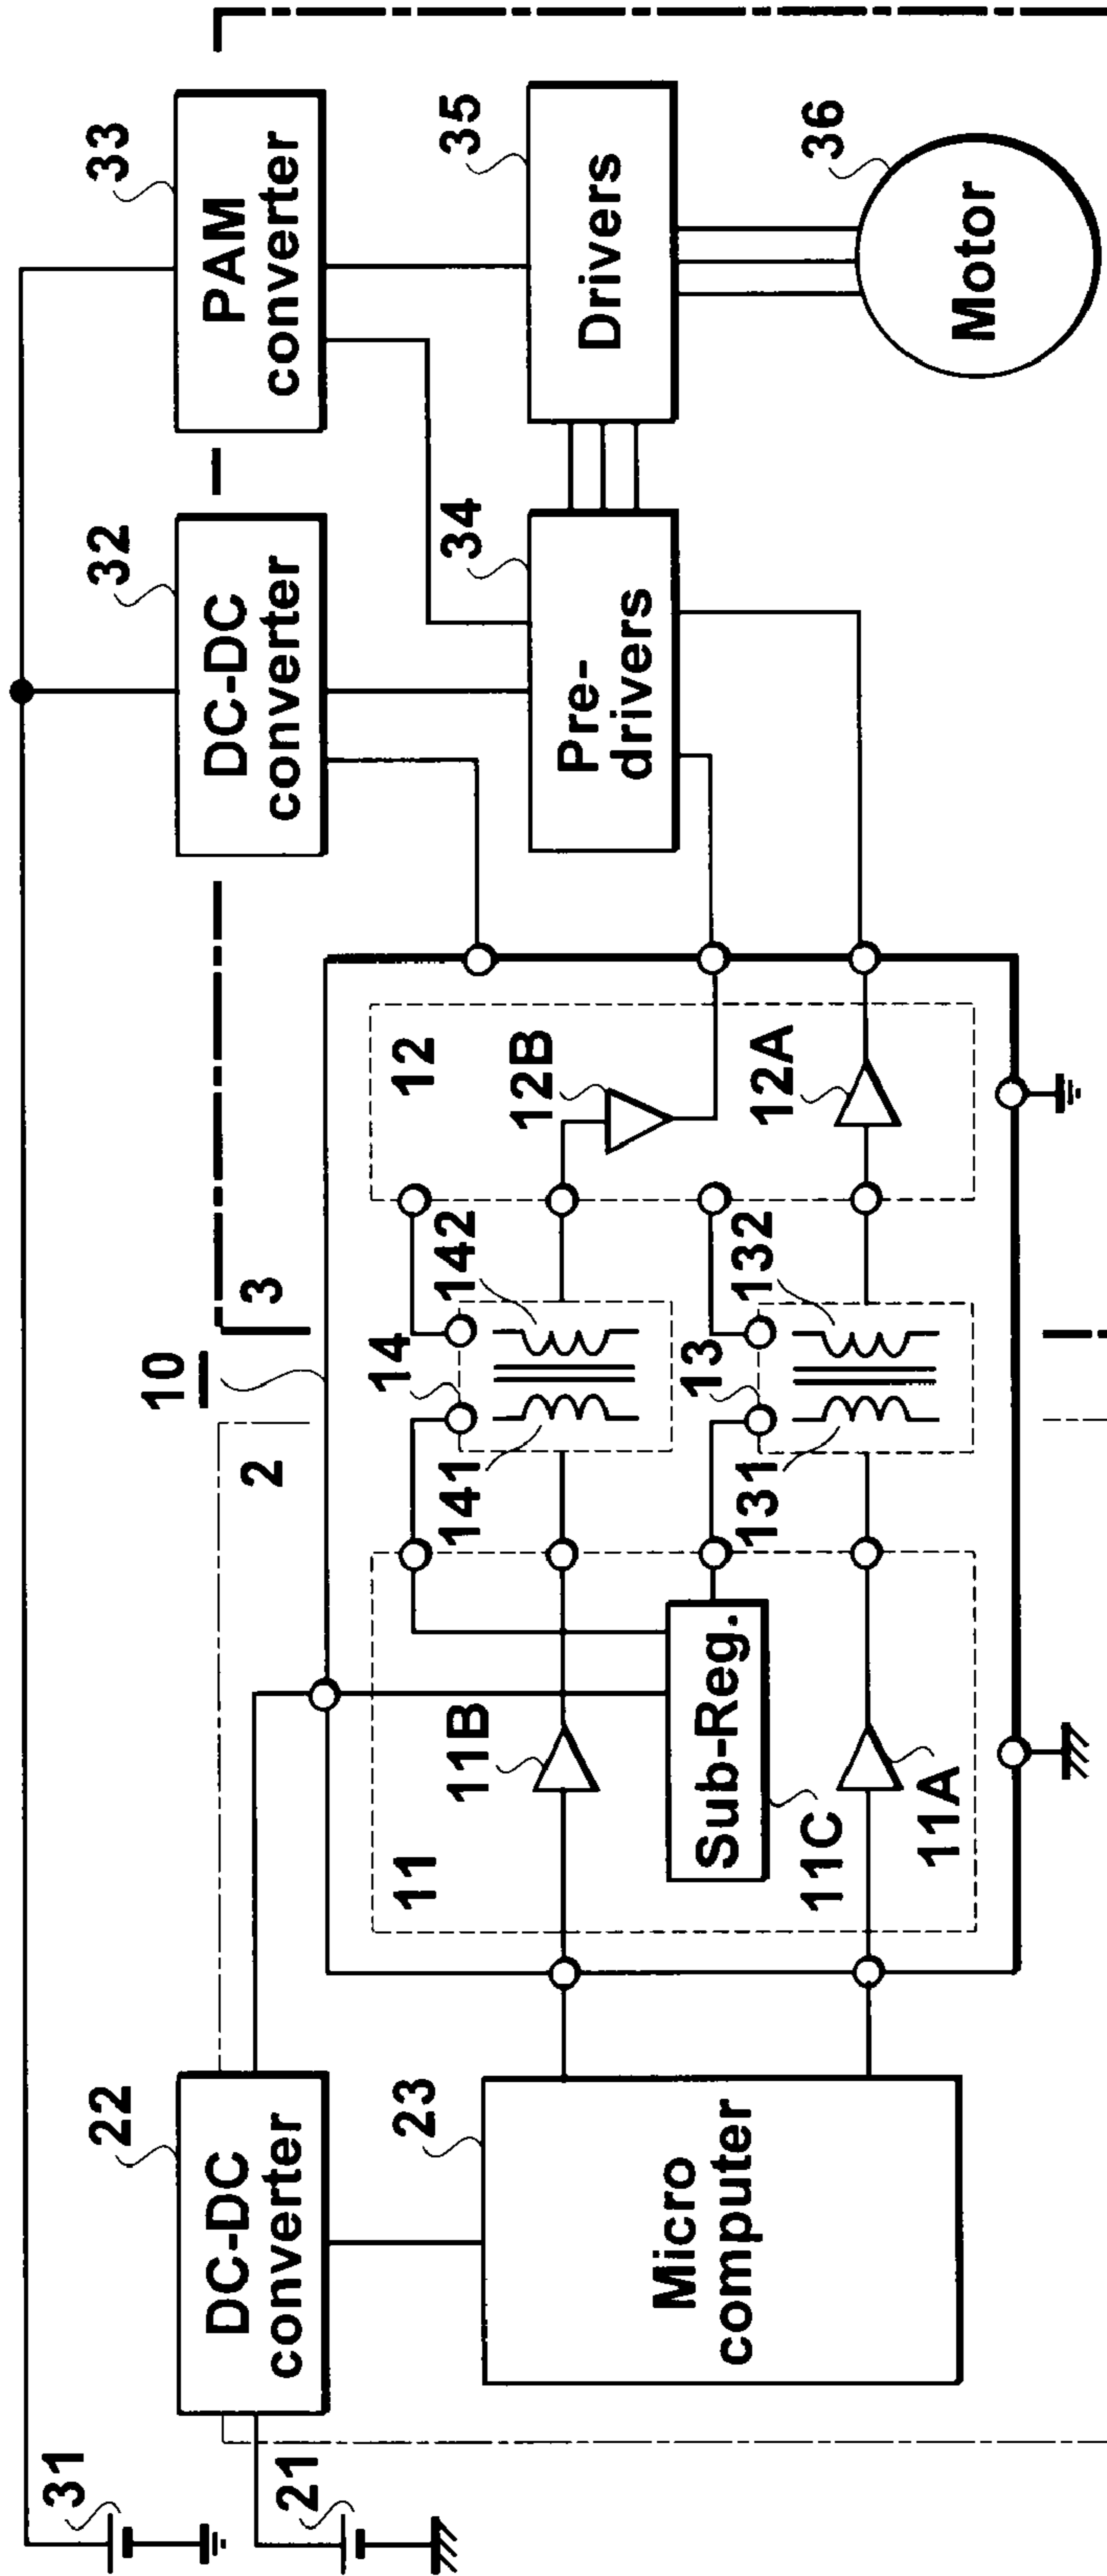 31
21
22
DC-DC
converter
23
Micro
computer
2
10
3
32
DC-DC
converter
33
PAM
converter
11
11B
Sub-Reg.
11C
11A
14
141
142
13
131
132
12
12B
12A
34
Pre-
drivers
35
Drivers
36
Motor